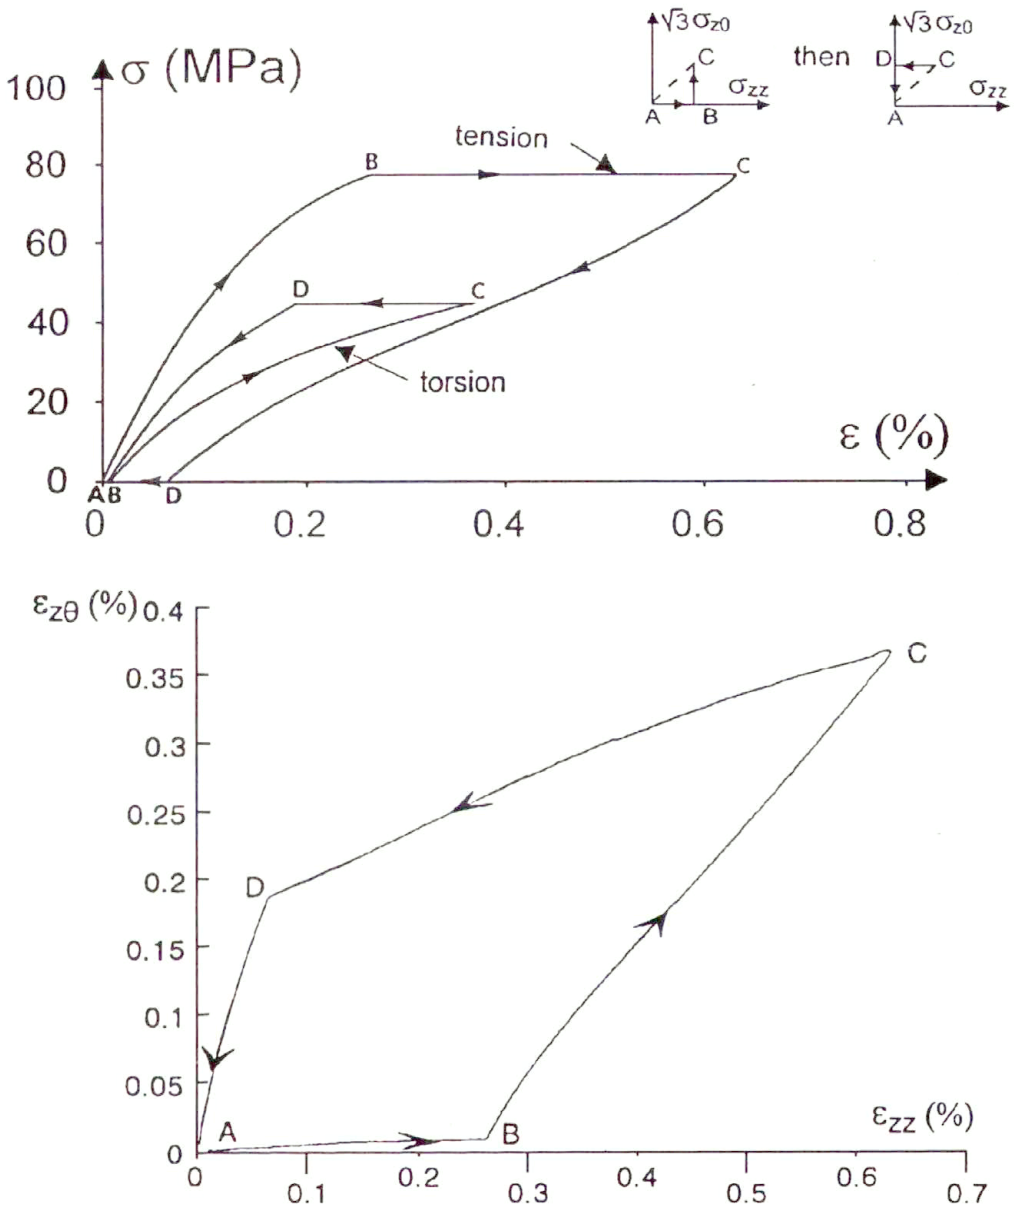 σ (MPa)
100
80
60
40
20
0
B
tension
C
D
C
torsion
ε (%)
A B
D
0
0.2
0.4
0.6
0.8
√3 σz0
C
σzz
A
B
then
√3 σz0
D
C
σzz
A
εzθ (%)
0.4
0.35
0.3
0.25
0.2
0.15
0.1
0.05
0
C
D
A
B
εzz (%)
0
0.1
0.2
0.3
0.4
0.5
0.6
0.7